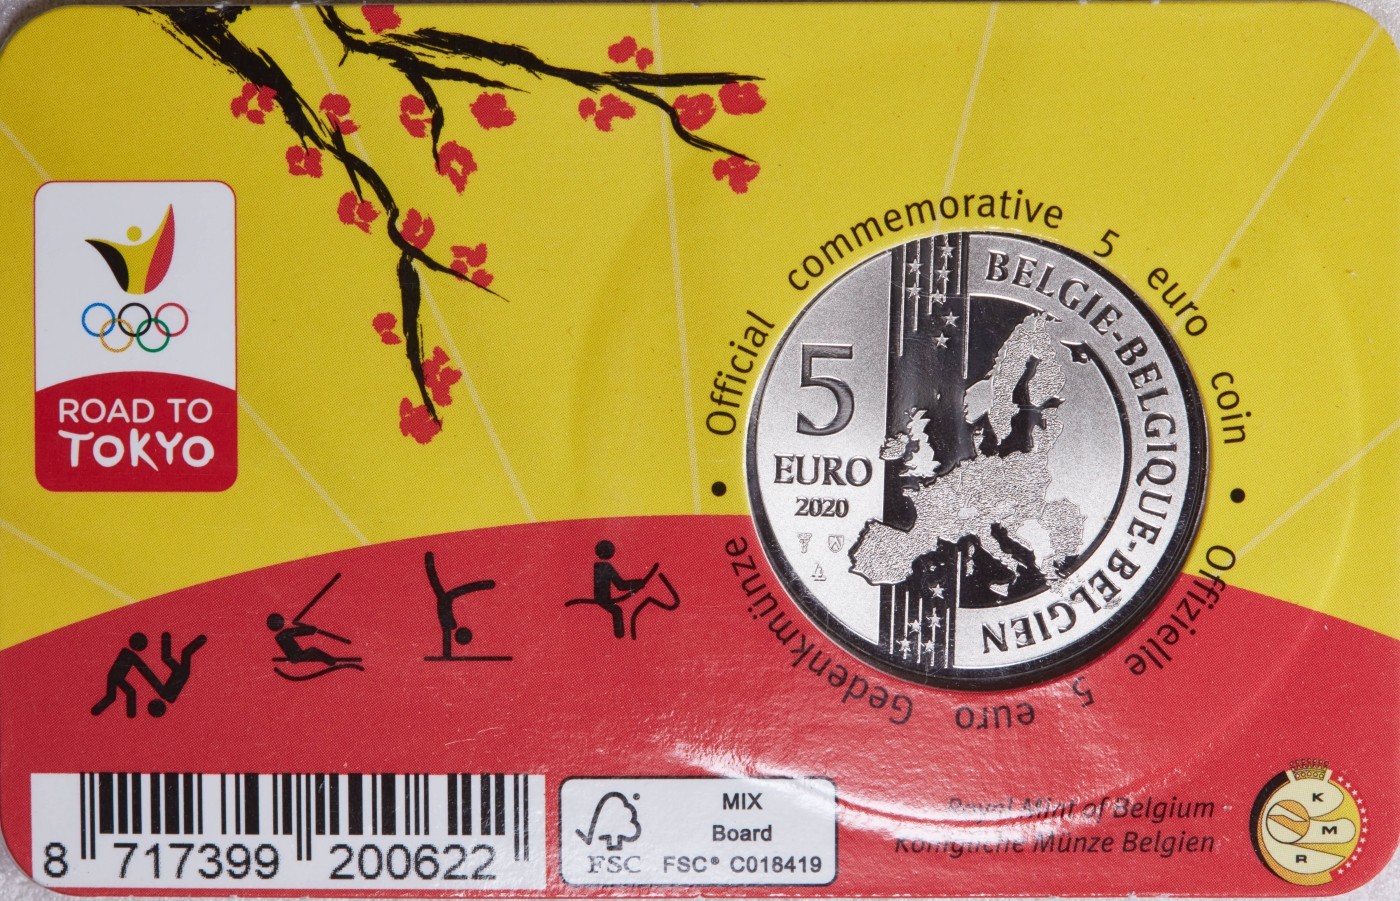 ROAD TO
TOKYO
Official commemorative 5 euro coin
Offizielle 5 euro Gedenkmünze
5
EURO
2020
BELGIE-BELGIQUE-BELGIEN
8 717399 200622
FSC
MIX
Board
FSC® C018419
Royal Mint of Belgium
Königliche Münze Belgien
K
M
R